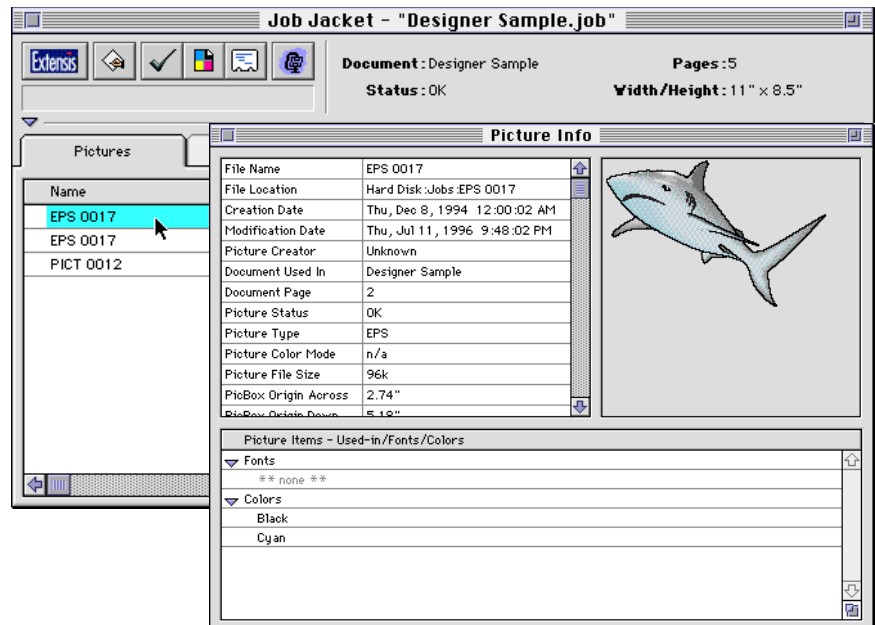 Job Jacket - "Designer Sample.job"
Extensis
Document: Designer Sample
Pages: 5
Status: OK
Width/Height: 11" x 8.5"
Pictures
Name
EPS 0017
EPS 0017
PICT 0012
Picture Info
File Name EPS 0017
File Location Hard Disk:Jobs:EPS 0017
Creation Date Thu, Dec 8, 1994 12:00:02 AM
Modification Date Thu, Jul 11, 1996 9:48:02 PM
Picture Creator Unknown
Document Used In Designer Sample
Document Page 2
Picture Status OK
Picture Type EPS
Picture Color Mode n/a
Picture File Size 96k
PicBox Origin Across 2.74"
PicBox Origin Down 5.18"
Picture Items - Used-in/Fonts/Colors
Fonts
** none **
Colors
Black
Cyan